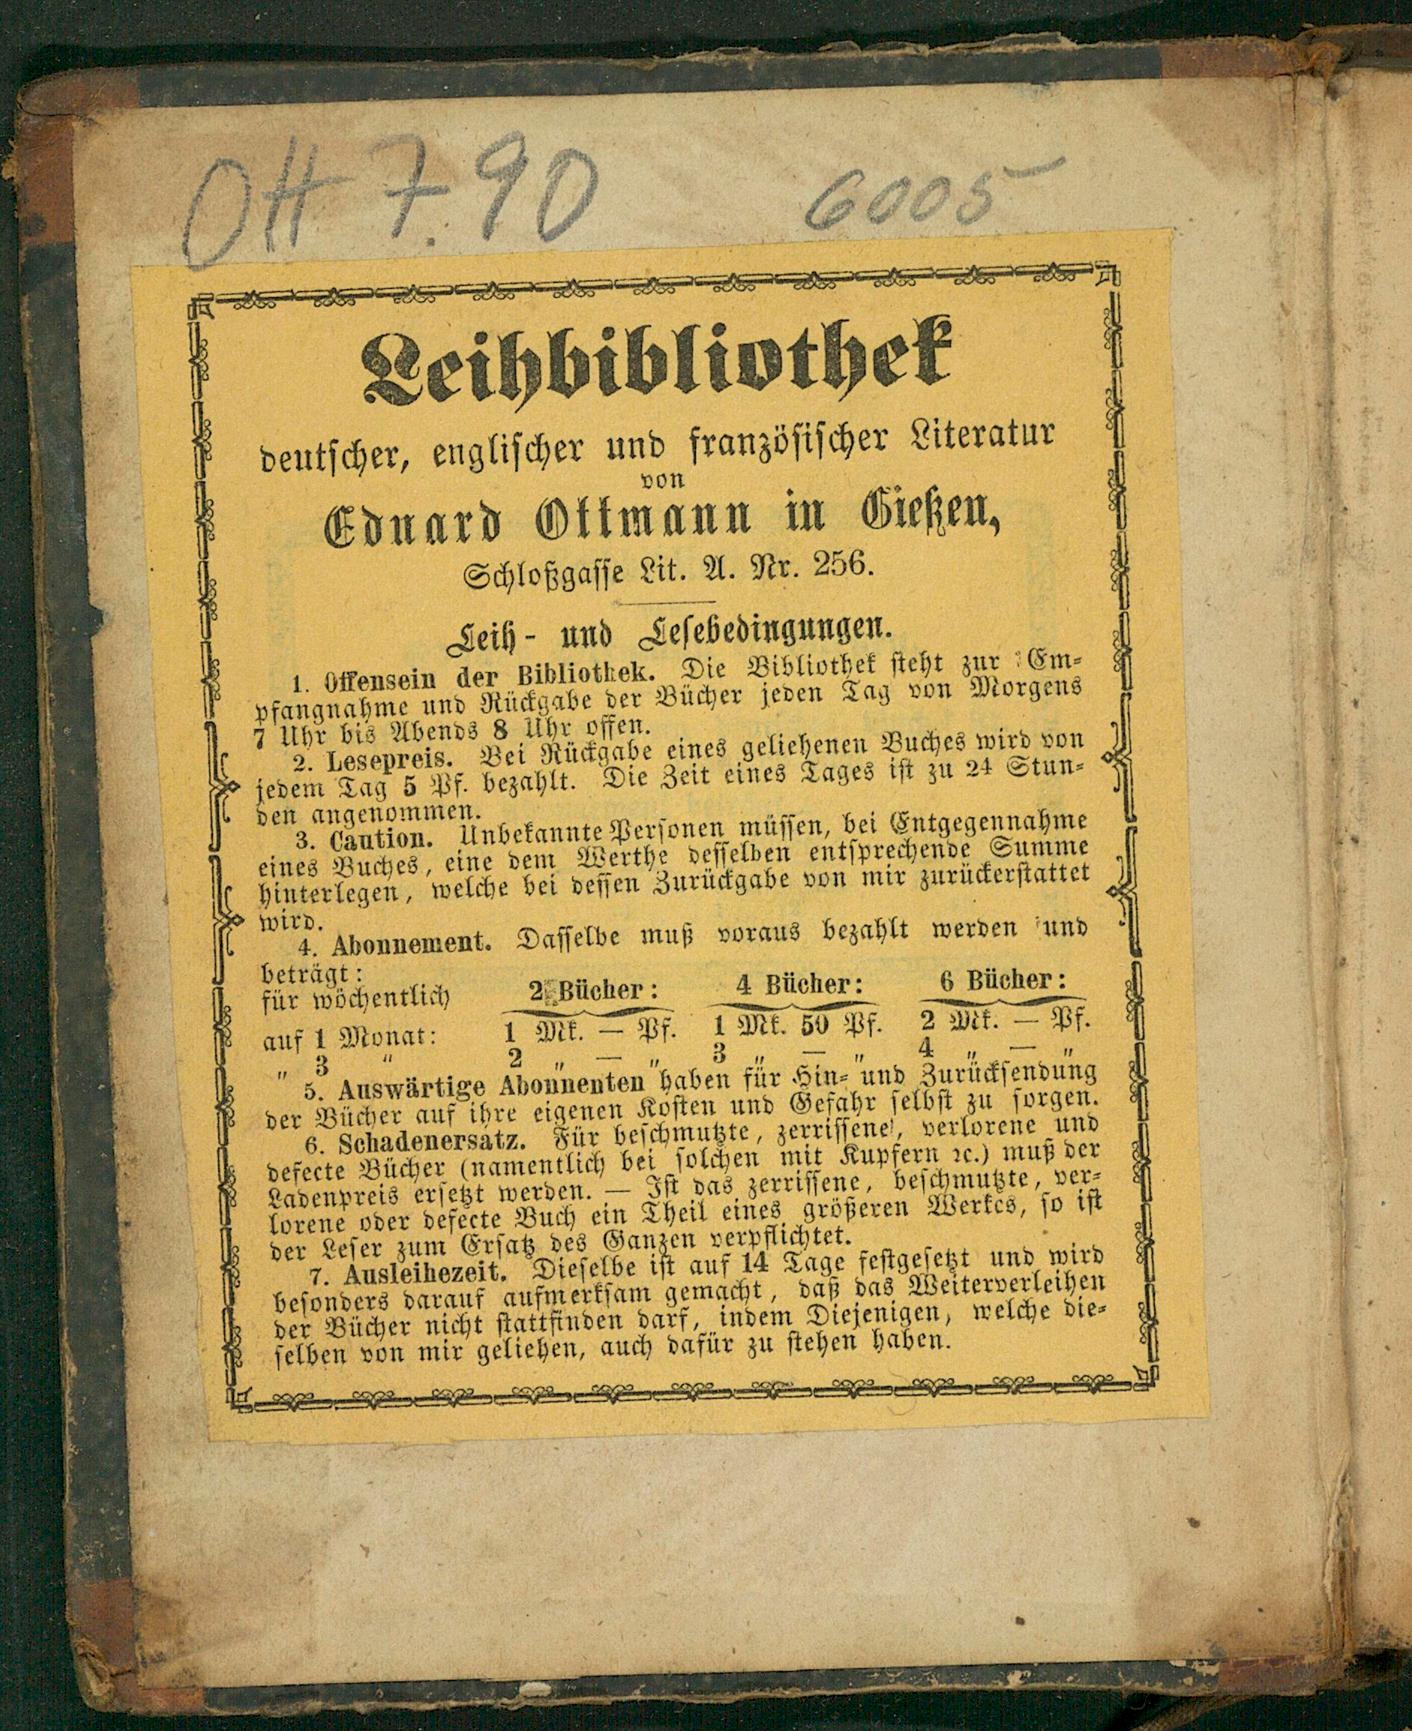 Ott 7.90
6005
Leihbibliothek
deutscher, englischer und französischer Literatur
von
Eduard Ottmann in Gießen,
Schloßgasse Lit. A. Nr. 256.
Leih- und Lesebedingungen.
1. Offensein der Bibliothek. Die Bibliothek steht zur Em-
pfangnahme und Rückgabe der Bücher jeden Tag von Morgens
7 Uhr bis Abends 8 Uhr offen.
2. Lesepreis. Bei Rückgabe eines geliehenen Buches wird von
jedem Tag 5 Pf. bezahlt. Die Zeit eines Tages ist zu 24 Stun-
den angenommen.
3. Caution. Unbekannte Personen müssen, bei Entgegennahme
eines Buches, eine dem Werthe desselben entsprechende Summe
hinterlegen, welche bei dessen Zurückgabe von mir zurückerstattet
wird.
4. Abonnement. Dasselbe muß voraus bezahlt werden und
beträgt:
für wöchentlich 2 Bücher: 4 Bücher: 6 Bücher:
auf 1 Monat: 1 Mk. — Pf. 1 Mk. 50 Pf. 2 Mk. — Pf.
" 3 " 2 " — " 3 " — " 4 " — "
5. Auswärtige Abonnenten haben für Hin- und Zurücksendung
der Bücher auf ihre eigenen Kosten und Gefahr selbst zu sorgen.
6. Schadenersatz. Für beschmutzte, zerrissene, verlorene und
defecte Bücher (namentlich bei solchen mit Kupfern ꝛc.) muß der
Ladenpreis ersetzt werden. — Ist das zerrissene, beschmutzte, ver-
lorene oder defecte Buch ein Theil eines größeren Werkes, so ist
der Leser zum Ersatz des Ganzen verpflichtet.
7. Ausleihezeit. Dieselbe ist auf 14 Tage festgesetzt und wird
besonders darauf aufmerksam gemacht, daß das Weiterverleihen
der Bücher nicht stattfinden darf, indem Diejenigen, welche die-
selben von mir geliehen, auch dafür zu stehen haben.